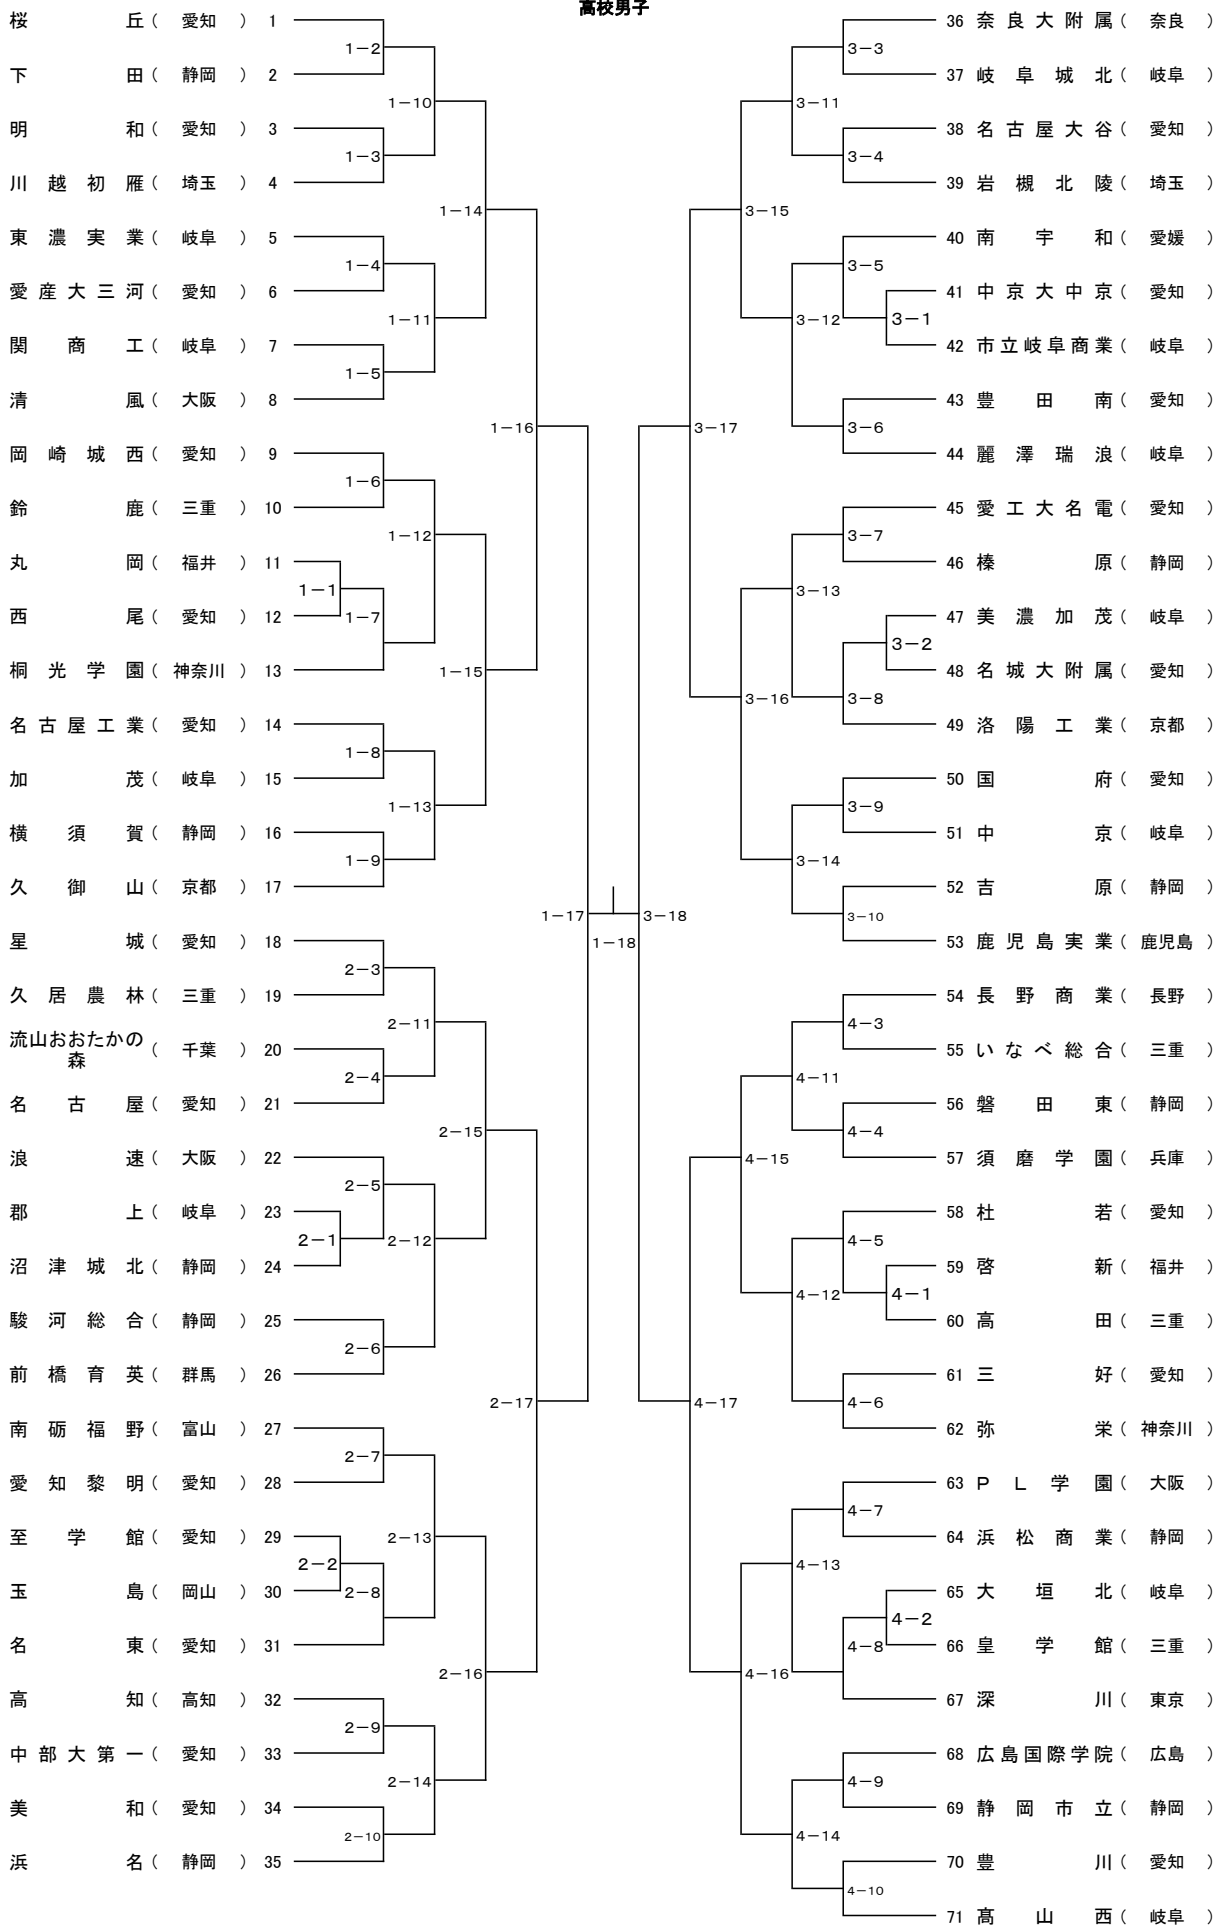 高校男子
桜丘（愛知）1
下田（静岡）2
明和（愛知）3
川越初雁（埼玉）4
東濃実業（岐阜）5
愛産大三河（愛知）6
関商工（岐阜）7
清風（大阪）8
岡崎城西（愛知）9
鈴鹿（三重）10
丸岡（福井）11
西尾（愛知）12
桐光学園（神奈川）13
名古屋工業（愛知）14
加茂（岐阜）15
横須賀（静岡）16
久御山（京都）17
星城（愛知）18
久居農林（三重）19
流山おおたかの
森（千葉）20
名古屋（愛知）21
浪速（大阪）22
郡上（岐阜）23
沼津城北（静岡）24
駿河総合（静岡）25
前橋育英（群馬）26
南砺福野（富山）27
愛知黎明（愛知）28
至学館（愛知）29
玉島（岡山）30
名東（愛知）31
高知（高知）32
中部大第一（愛知）33
美和（愛知）34
浜名（静岡）35
1－2
1－10
1－3
1－14
1－4
1－11
1－5
1－16
1－6
1－12
1－1
1－7
1－15
1－8
1－13
1－9
1－17
1－18
2－3
2－11
2－4
2－15
2－5
2－1
2－12
2－6
2－17
2－7
2－13
2－2
2－8
2－16
2－9
2－14
2－10
3－3
3－11
3－4
3－15
3－5
3－1
3－12
3－6
3－17
3－7
3－13
3－2
3－8
3－16
3－9
3－14
3－10
3－18
4－3
4－11
4－4
4－15
4－5
4－1
4－12
4－6
4－17
4－7
4－13
4－2
4－8
4－16
4－9
4－14
4－10
36 奈良大附属（奈良）
37 岐阜城北（岐阜）
38 名古屋大谷（愛知）
39 岩槻北陵（埼玉）
40 南宇和（愛媛）
41 中京大中京（愛知）
42 市立岐阜商業（岐阜）
43 豊田南（愛知）
44 麗澤瑞浪（岐阜）
45 愛工大名電（愛知）
46 榛原（静岡）
47 美濃加茂（岐阜）
48 名城大附属（愛知）
49 洛陽工業（京都）
50 国府（愛知）
51 中京（岐阜）
52 吉原（静岡）
53 鹿児島実業（鹿児島）
54 長野商業（長野）
55 いなべ総合（三重）
56 磐田東（静岡）
57 須磨学園（兵庫）
58 杜若（愛知）
59 啓新（福井）
60 高田（三重）
61 三好（愛知）
62 弥栄（神奈川）
63 ＰＬ学園（大阪）
64 浜松商業（静岡）
65 大垣北（岐阜）
66 皇学館（三重）
67 深川（東京）
68 広島国際学院（広島）
69 静岡市立（静岡）
70 豊川（愛知）
71 髙山西（岐阜）